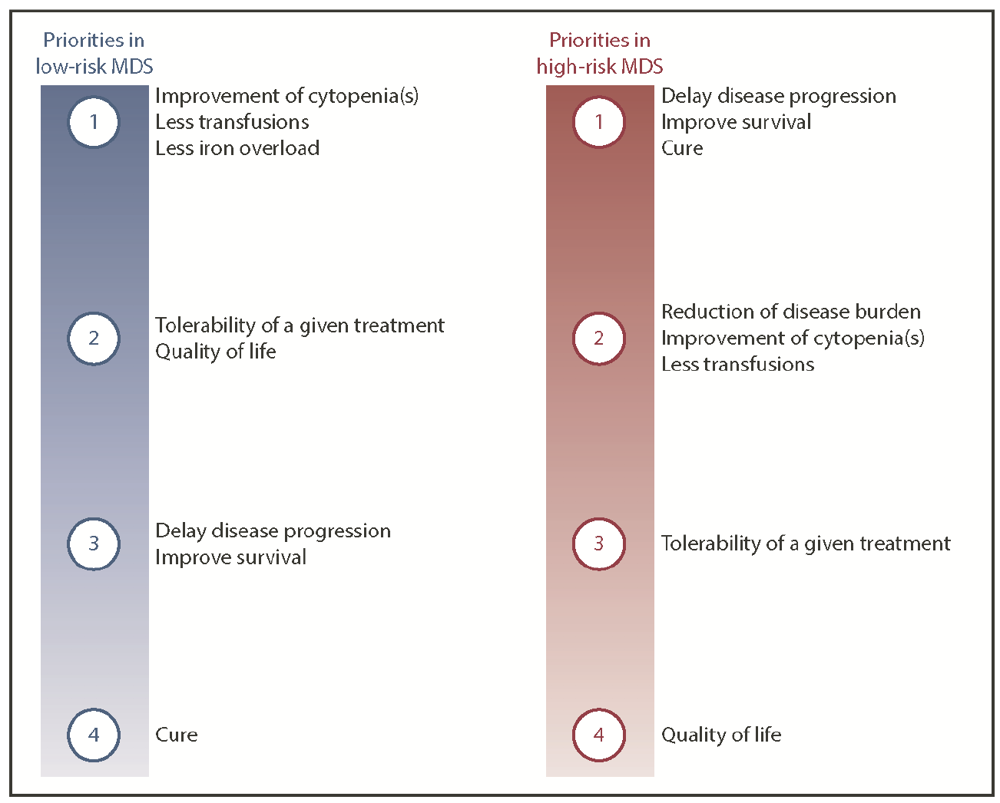 Priorities in
low-risk MDS
1
Improvement of cytopenia(s)
Less transfusions
Less iron overload
2
Tolerability of a given treatment
Quality of life
3
Delay disease progression
Improve survival
4
Cure
Priorities in
high-risk MDS
1
Delay disease progression
Improve survival
Cure
2
Reduction of disease burden
Improvement of cytopenia(s)
Less transfusions
3
Tolerability of a given treatment
4
Quality of life